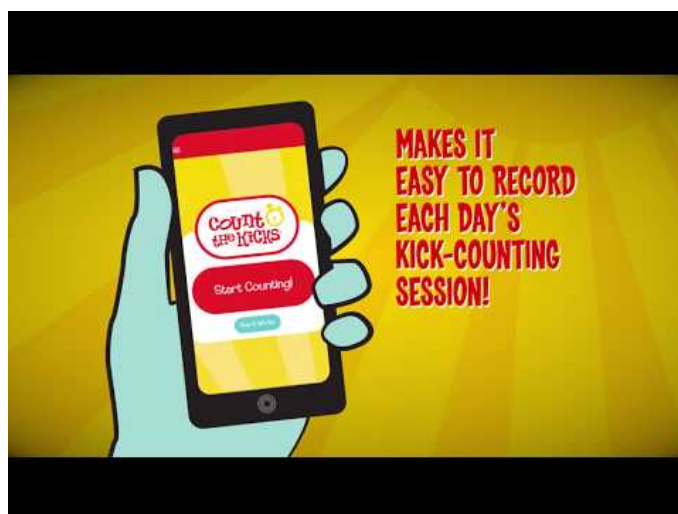 COUNT
THE KICKS
Start Counting!
MAKES IT
EASY TO RECORD
EACH DAY'S
KICK-COUNTING
SESSION!